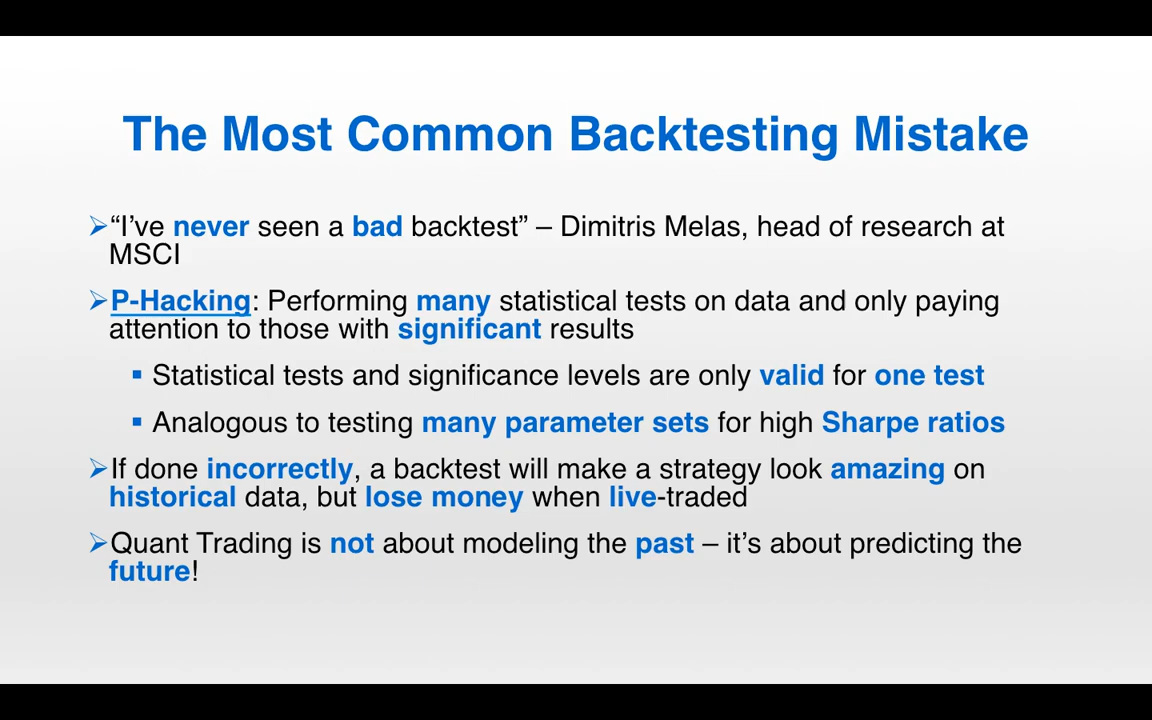 The Most Common Backtesting Mistake
➢“I’ve never seen a bad backtest” – Dimitris Melas, head of research at
MSCI
➢P-Hacking: Performing many statistical tests on data and only paying
attention to those with significant results
▪ Statistical tests and significance levels are only valid for one test
▪ Analogous to testing many parameter sets for high Sharpe ratios
➢If done incorrectly, a backtest will make a strategy look amazing on
historical data, but lose money when live-traded
➢Quant Trading is not about modeling the past – it’s about predicting the
future!